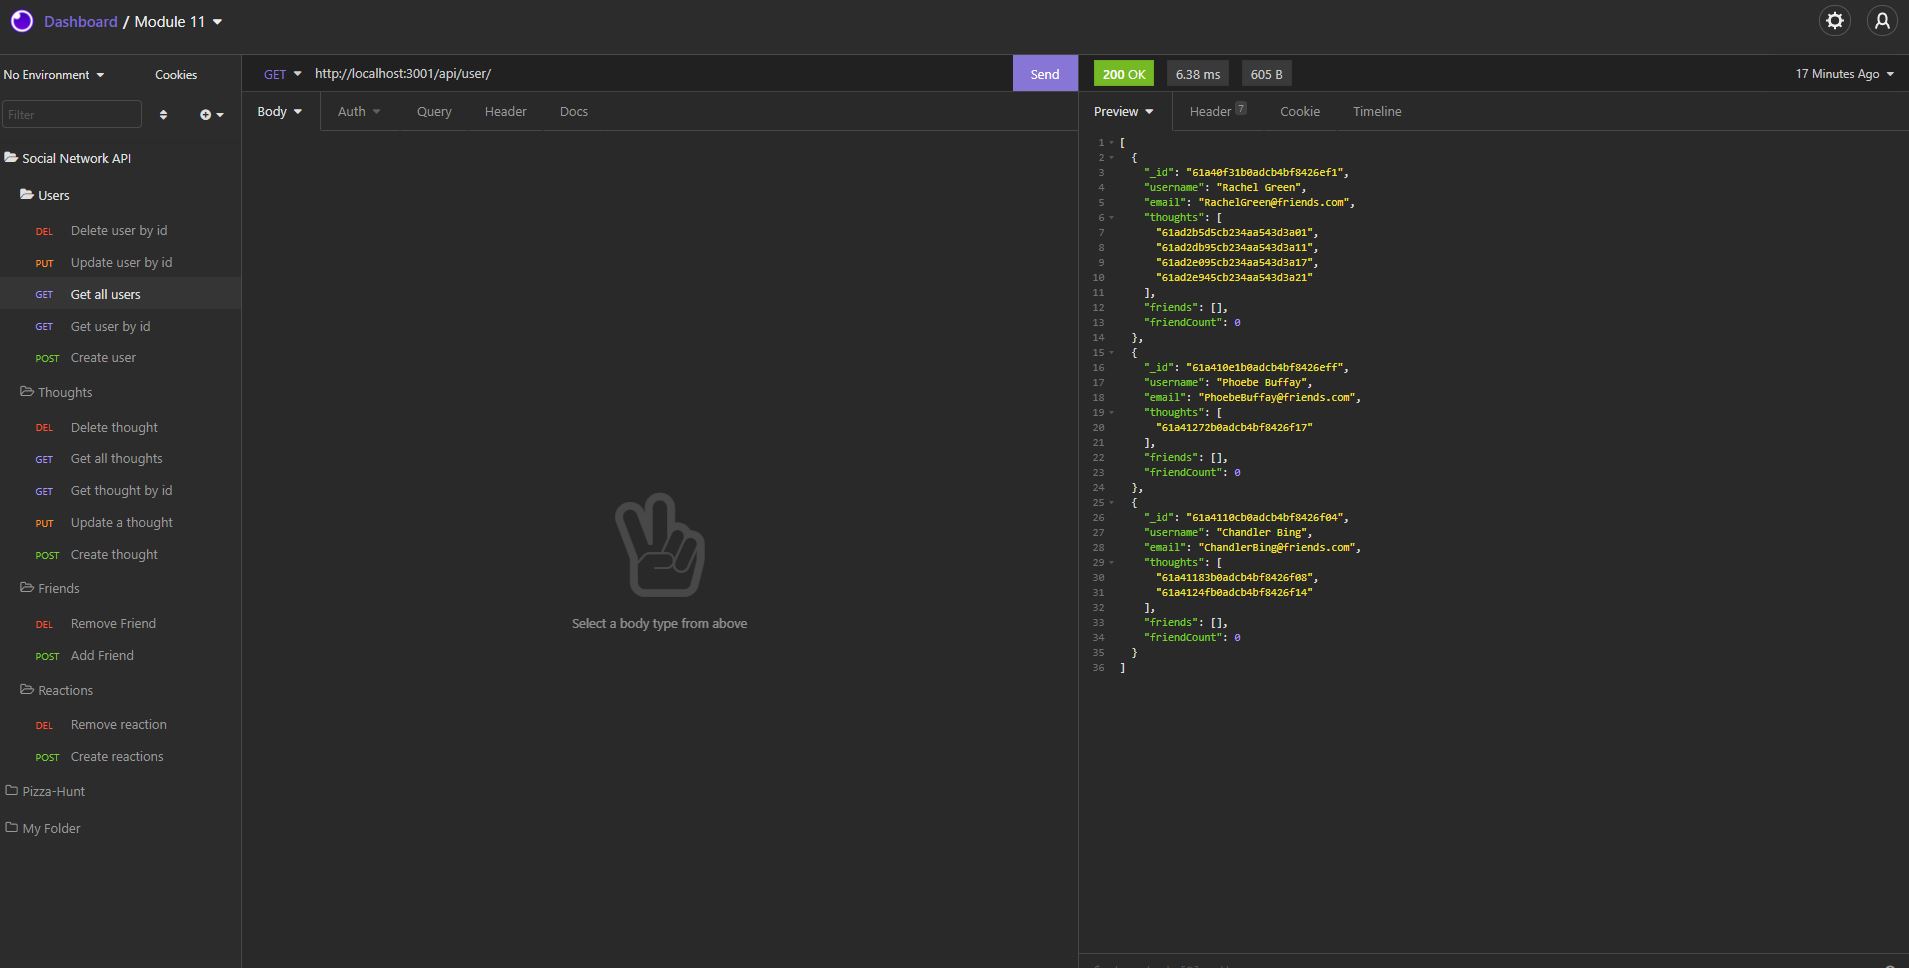 Dashboard / Module 11
No Environment
Cookies
Filter
Social Network API
Users
DEL Delete user by id
PUT Update user by id
GET Get all users
GET Get user by id
POST Create user
Thoughts
DEL Delete thought
GET Get all thoughts
GET Get thought by id
PUT Update a thought
POST Create thought
Friends
DEL Remove Friend
POST Add Friend
Reactions
DEL Remove reaction
POST Create reactions
Pizza-Hunt
My Folder
GET http://localhost:3001/api/user/ Send
Body Auth Query Header Docs
Select a body type from above
200 OK 6.38 ms 605 B 17 Minutes Ago
Preview Header 7 Cookie Timeline
1 [
2 {
3 "_id": "61a40f31b0adcb4bf8426ef1",
4 "username": "Rachel Green",
5 "email": "RachelGreen@friends.com",
6 "thoughts": [
7 "61ad2b5d5cb234aa543d3a01",
8 "61ad2db95cb234aa543d3a11",
9 "61ad2e095cb234aa543d3a17",
10 "61ad2e945cb234aa543d3a21"
11 ],
12 "friends": [],
13 "friendCount": 0
14 },
15 {
16 "_id": "61a410e1b0adcb4bf8426eff",
17 "username": "Phoebe Buffay",
18 "email": "PhoebeBuffay@friends.com",
19 "thoughts": [
20 "61a41272b0adcb4bf8426f17"
21 ],
22 "friends": [],
23 "friendCount": 0
24 },
25 {
26 "_id": "61a4110cb0adcb4bf8426f04",
27 "username": "Chandler Bing",
28 "email": "ChandlerBing@friends.com",
29 "thoughts": [
30 "61a41183b0adcb4bf8426f08",
31 "61a4124fb0adcb4bf8426f14"
32 ],
33 "friends": [],
34 "friendCount": 0
35 }
36 ]